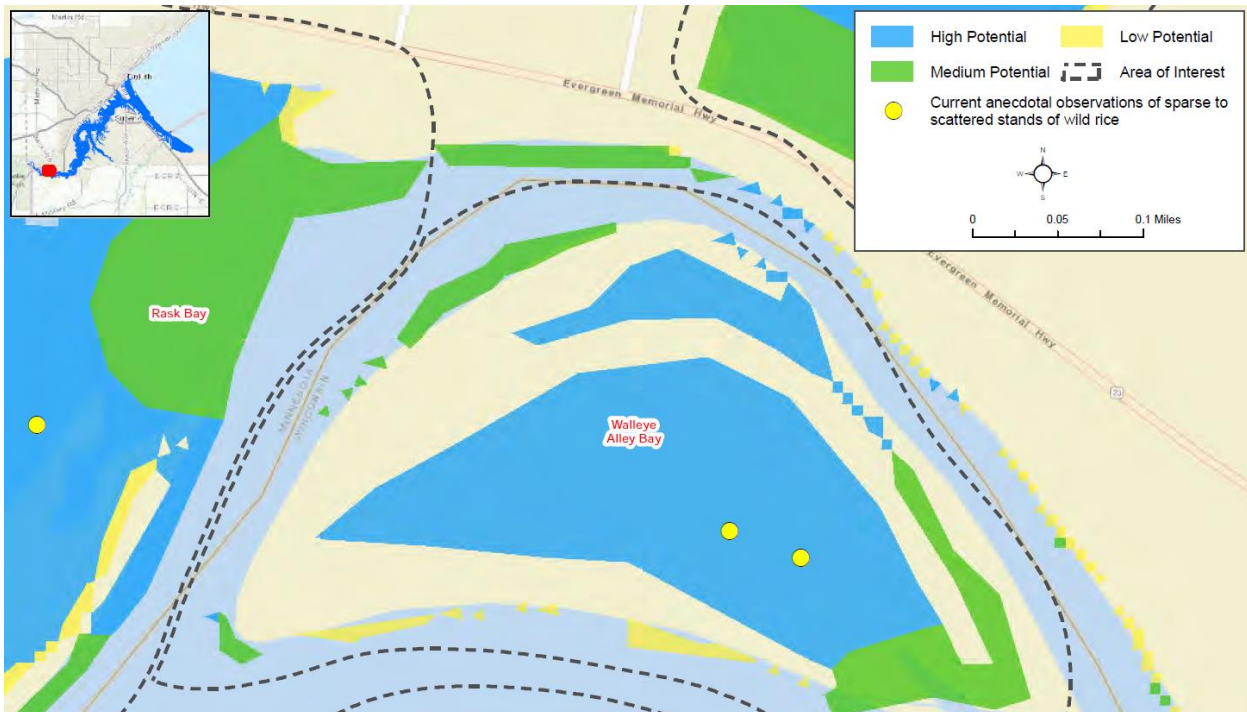 Martin Rd
Duluth
Superior
High Potential
Low Potential
Medium Potential
Area of Interest
Current anecdotal observations of sparse to
scattered stands of wild rice
N
W
E
S
0
0.05
0.1 Miles
Evergreen Memorial Hwy
Evergreen Memorial Hwy
23
Rask Bay
MINNESOTA
WISCONSIN
Walleye
Alley Bay